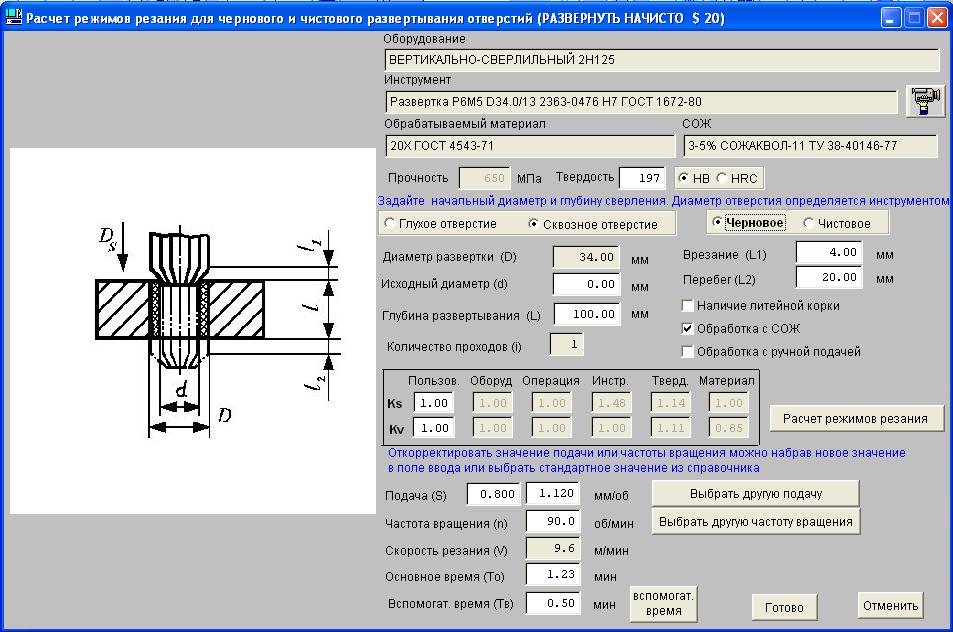 Расчет режимов резания для чернового и чистового развертывания отверстий (РАЗВЕРНУТЬ НАЧИСТО $ 20)
Оборудование
ВЕРТИКАЛЬНО-СВЕРЛИЛЬНЫЙ 2Н125
Инструмент
Развертка Р6М5 D34.0/13 2363-0476 Н7 ГОСТ 1672-80
Обрабатываемый материал СОЖ
20Х ГОСТ 4543-71 3-5% СОЖАКВОЛ-11 ТУ 38-40146-77
Прочность 650 МПа Твердость 197 HB HRC
Задайте начальный диаметр и глубину сверления. Диаметр отверстия определяется инструментом
Глухое отверстие Сквозное отверстие Черновое Чистовое
Диаметр развертки (D) 34.00 мм Врезание (L1) 4.00 мм
Исходный диаметр (d) 0.00 мм Перебег (L2) 20.00 мм
Глубина развертывания (L) 100.00 мм Наличие литейной корки
Количество проходов (i) 1 Обработка с СОЖ
Обработка с ручной подачей
Ds l1
l
l2
d
D
Пользов. Оборуд Операция Инстр. Тверд. Материал
Ks 1.00 1.00 1.00 1.48 1.14 1.00
Kv 1.00 1.00 1.00 1.00 1.11 0.85
Расчет режимов резания
Откорректировать значение подачи или частоты вращения можно набрав новое значение
в поле ввода или выбрать стандартное значение из справочника
Подача (S) 0.800 1.120 мм/об Выбрать другую подачу
Частота вращения (n) 90.0 об/мин Выбрать другую частоту вращения
Скорость резания (V) 9.6 м/мин
Основное время (То) 1.23 мин
Вспомогат. время (Тв) 0.50 мин вспомогат.
время
Готово Отменить